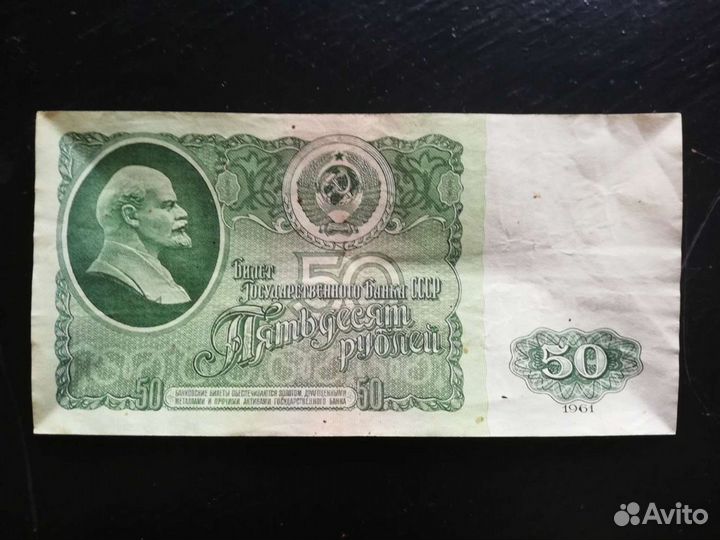 50
Билет
Государственного Банка СССР
Пятьдесят
рублей
50
БАНКОВСКИЕ БИЛЕТЫ ОБЕСПЕЧИВАЮТСЯ ЗОЛОТОМ, ДРАГОЦЕННЫМИ
МЕТАЛЛАМИ И ПРОЧИМИ АКТИВАМИ ГОСУДАРСТВЕННОГО БАНКА
50
50
1961
Avito